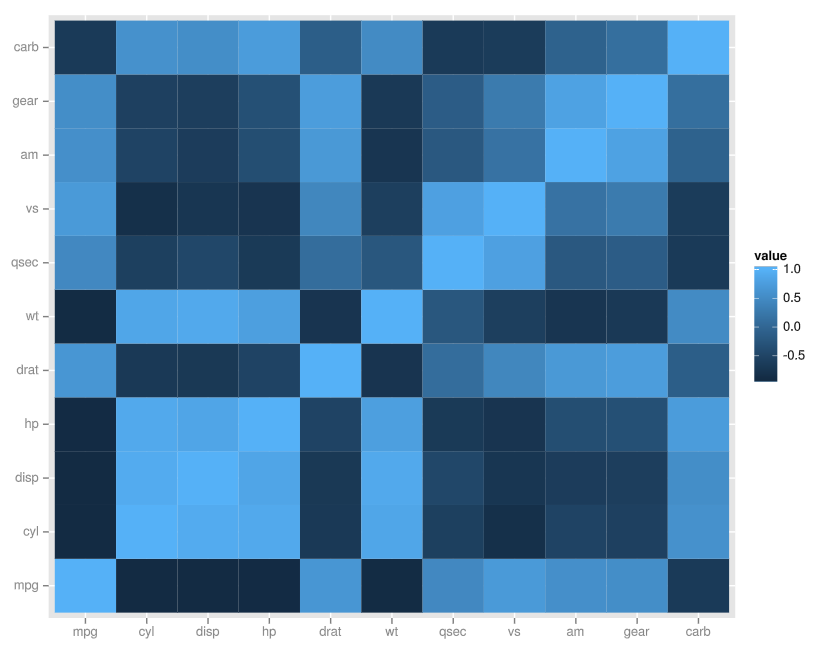 carb
gear
am
vs
qsec
wt
drat
hp
disp
cyl
mpg
mpg cyl disp hp drat wt qsec vs am gear carb
value
1.0
0.5
0.0
-0.5